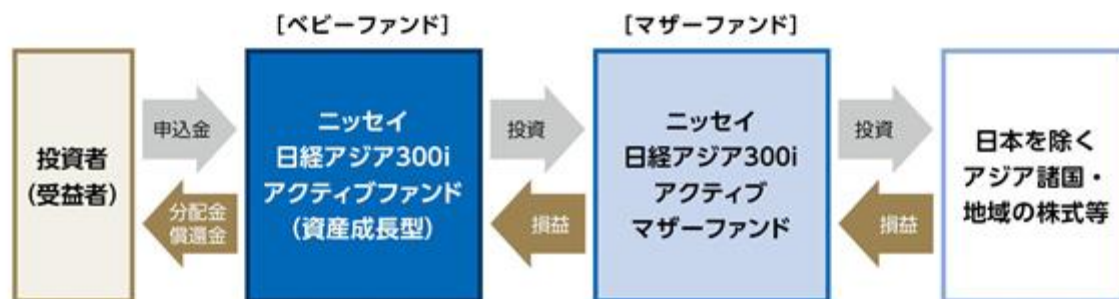 [ベビーファンド]
[マザーファンド]
投資者
(受益者)
申込金
分配金
償還金
ニッセイ
日経アジア300i
アクティブファンド
(資産成長型)
投資
損益
ニッセイ
日経アジア300i
アクティブ
マザーファンド
投資
損益
日本を除く
アジア諸国・
地域の株式等